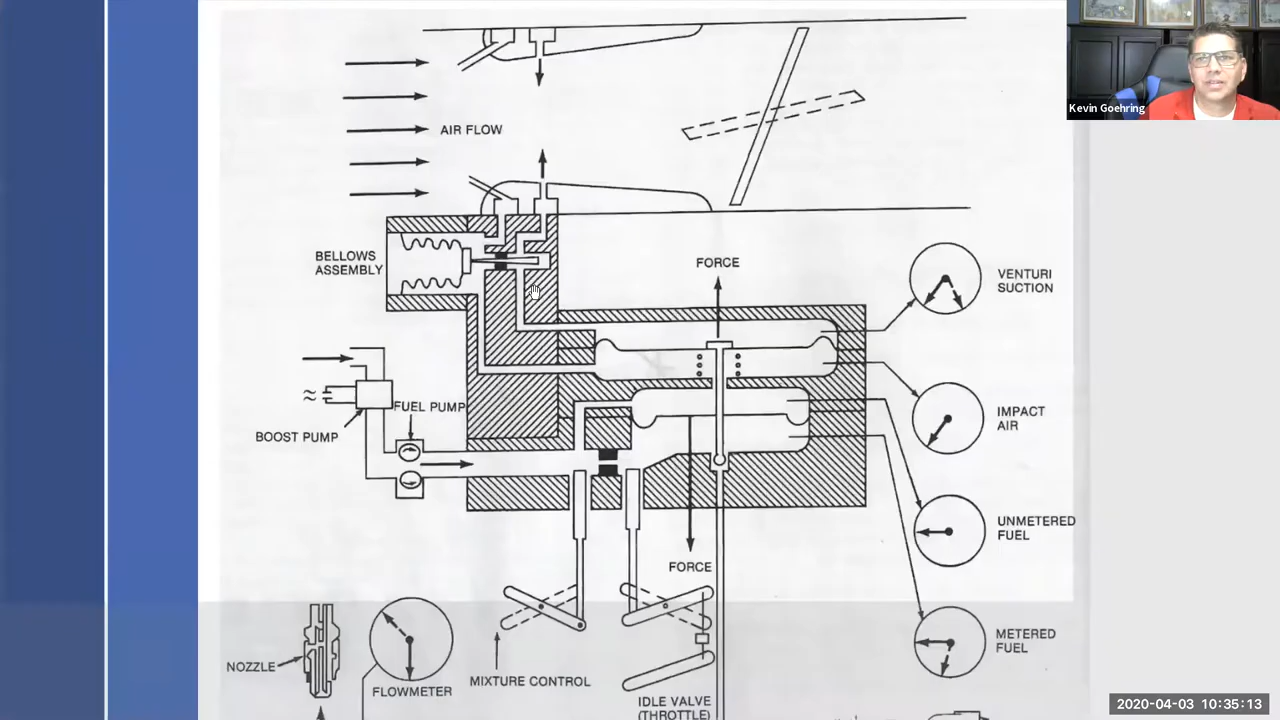 Kevin Goehring
AIR FLOW
BELLOWS
ASSEMBLY
FORCE
VENTURI
SUCTION
IMPACT
AIR
BOOST PUMP
FUEL PUMP
UNMETERED
FUEL
FORCE
METERED
FUEL
NOZZLE
FLOWMETER
MIXTURE CONTROL
IDLE VALVE
(THROTTLE)
2020-04-03 10:35:13